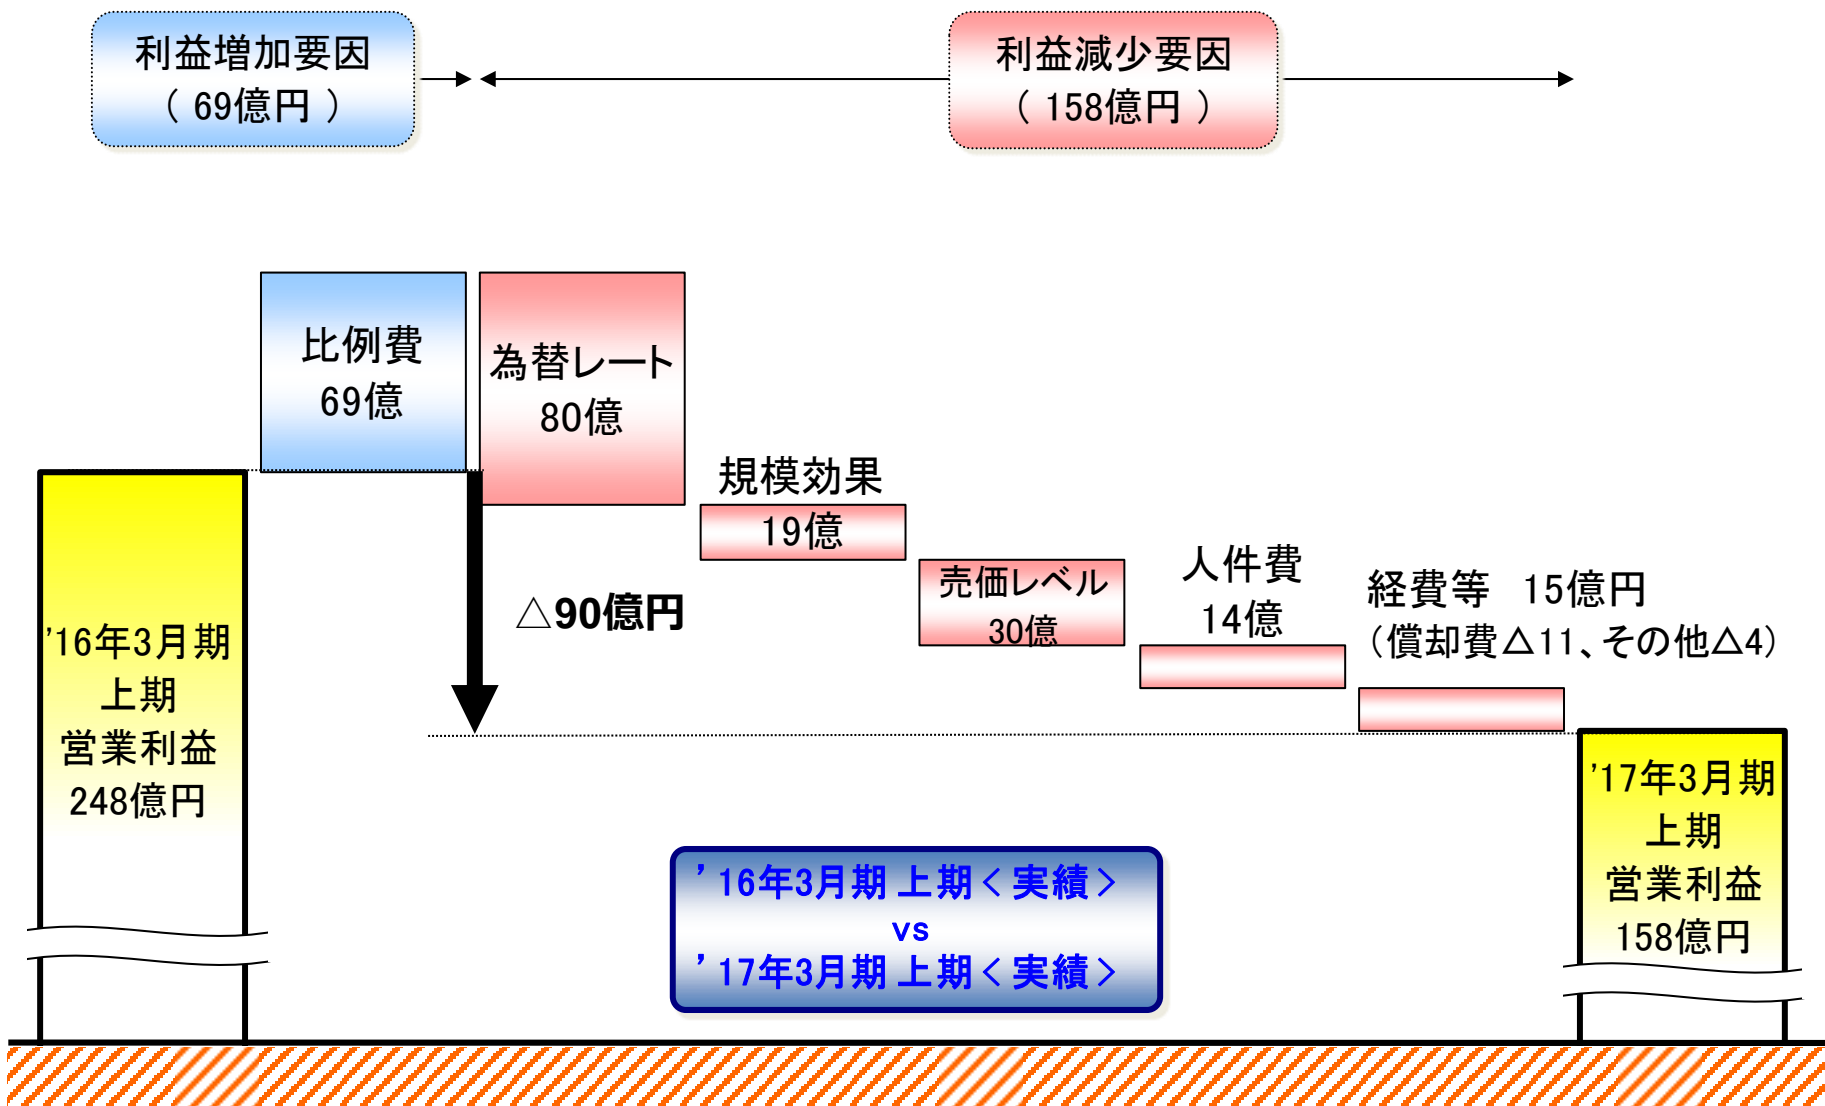 利益増加要因
（ 69億円 ）
利益減少要因
（ 158億円 ）
比例費
69億
為替レート
80億
規模効果
19億
売価レベル
30億
人件費
14億
経費等　15億円
（償却費△11、その他△4）
△90億円
’16年3月期
上期
営業利益
248億円
’17年3月期
上期
営業利益
158億円
’16年3月期 上期＜実績＞
vs
’17年3月期 上期＜実績＞